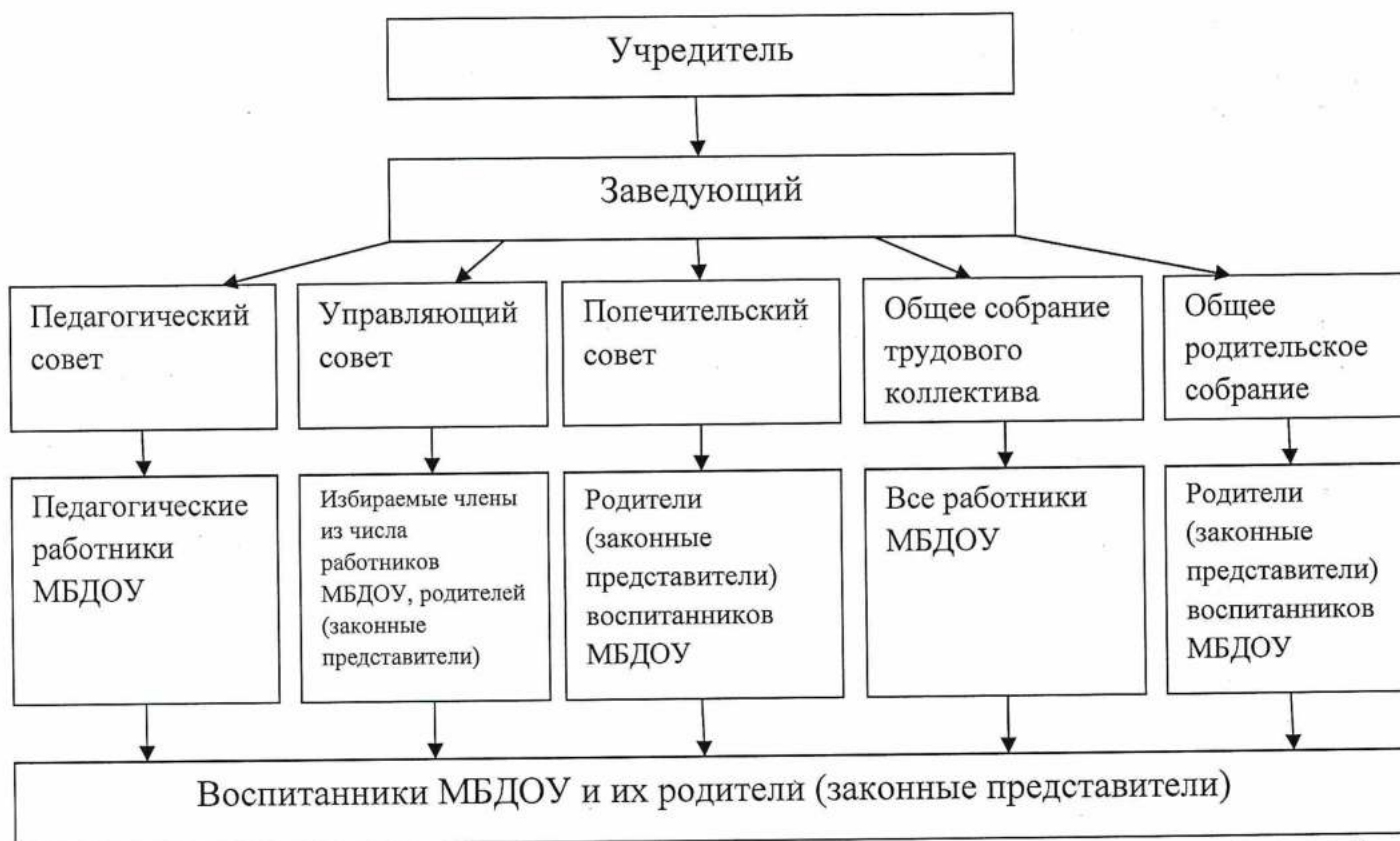 Учредитель
Заведующий
Педагогический
совет
Управляющий
совет
Попечительский
совет
Общее собрание
трудового
коллектива
Общее
родительское
собрание
Педагогические
работники
МБДОУ
Избираемые члены
из числа
работников
МБДОУ, родителей
(законные
представители)
Родители
(законные
представители)
воспитанников
МБДОУ
Все работники
МБДОУ
Родители
(законные
представители)
воспитанников
МБДОУ
Воспитанники МБДОУ и их родители (законные представители)